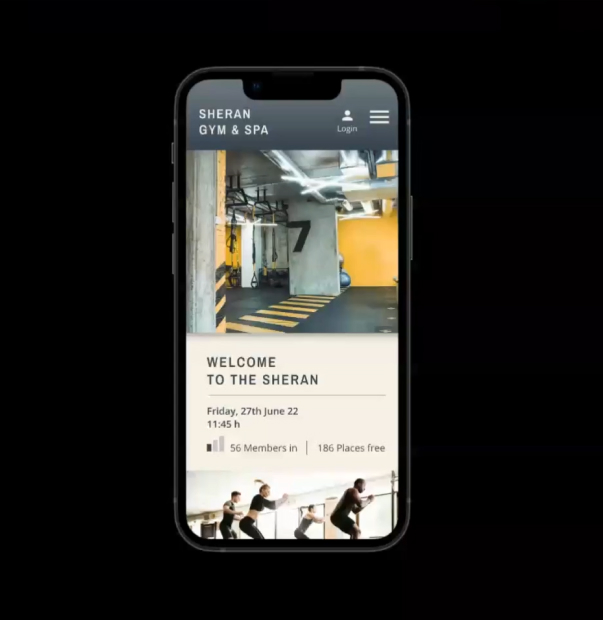 SHERAN
GYM & SPA
Login
7
WELCOME
TO THE SHERAN
Friday, 27th June 22
11:45 h
56 Members in | 186 Places free